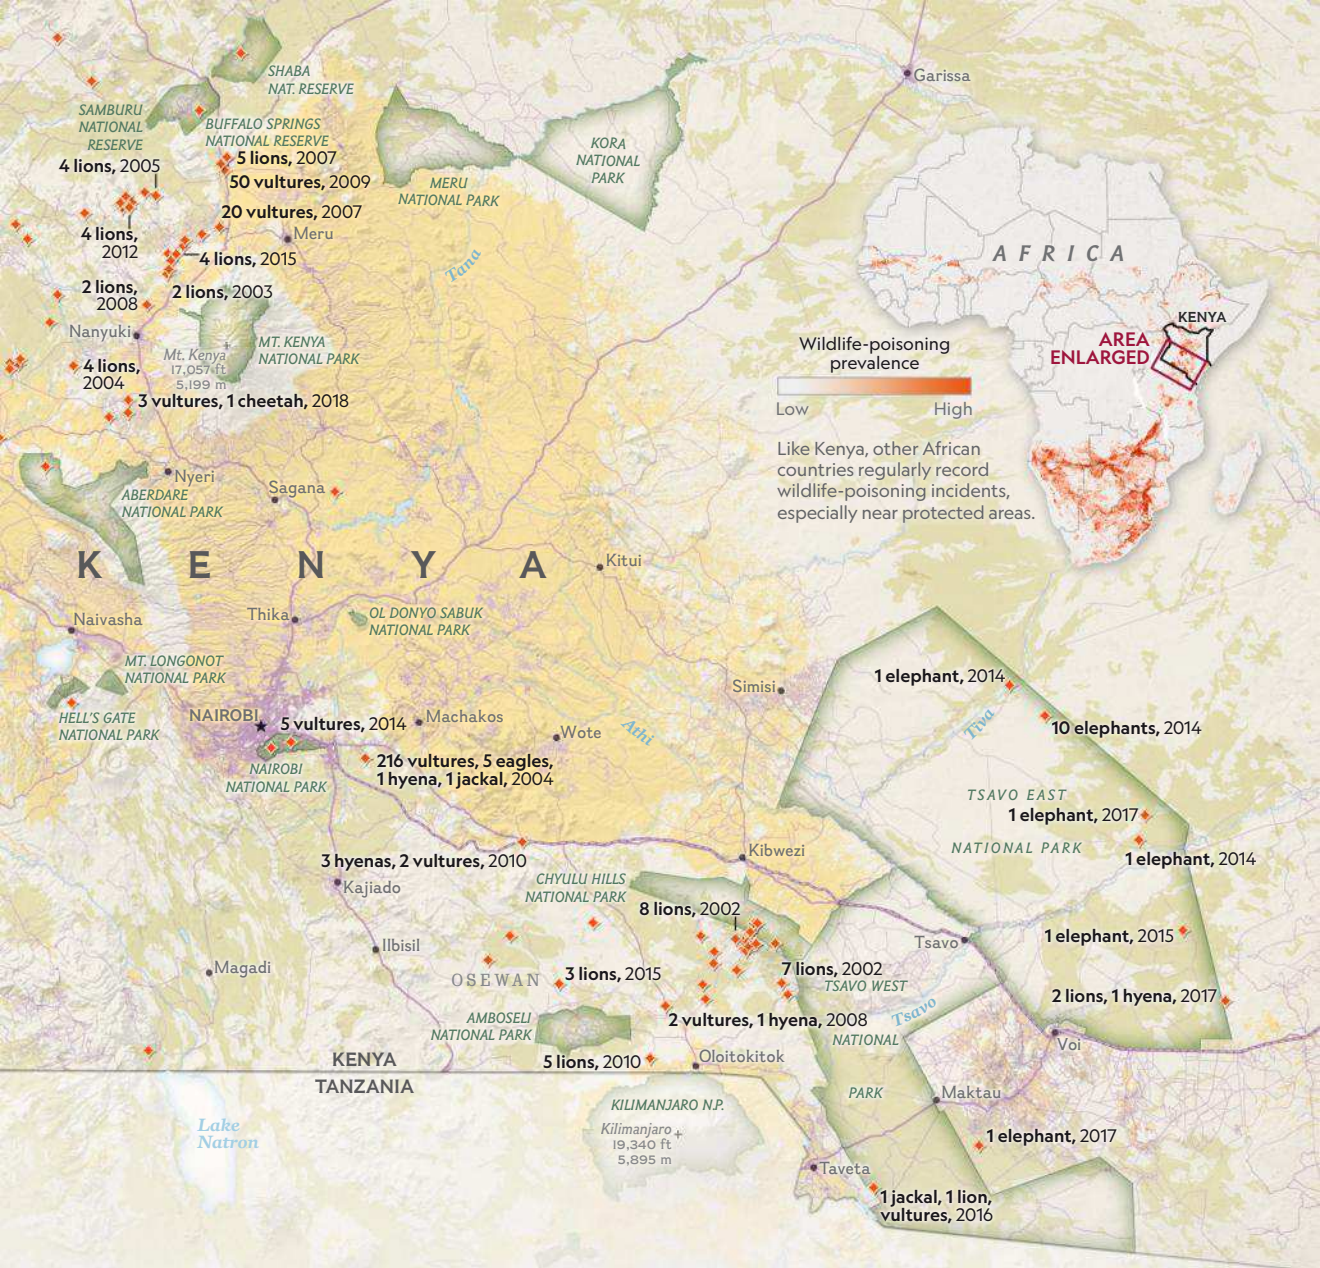 SHABA
NAT. RESERVE
Garissa
SAMBURU
NATIONAL
RESERVE
BUFFALO SPRINGS
NATIONAL RESERVE
KORA
NATIONAL
PARK
4 lions, 2005
5 lions, 2007
50 vultures, 2009
MERU
NATIONAL PARK
20 vultures, 2007
4 lions,
2012
Meru
4 lions, 2015
Tana
AFRICA
2 lions,
2008
2 lions, 2003
KENYA
AREA
ENLARGED
Nanyuki
Mt. Kenya
17,057 ft
5,199 m
MT. KENYA
NATIONAL PARK
Wildlife-poisoning
prevalence
Low
High
4 lions,
2004
3 vultures, 1 cheetah, 2018
Like Kenya, other African
countries regularly record
wildlife-poisoning incidents,
especially near protected areas.
Nyeri
ABERDARE
NATIONAL PARK
Sagana
KENYA
Kitui
Naivasha
Thika
OL DONYO SABUK
NATIONAL PARK
MT. LONGONOT
NATIONAL PARK
HELL'S GATE
NATIONAL PARK
Simisi
1 elephant, 2014
Tiva
10 elephants, 2014
NAIROBI
5 vultures, 2014
Machakos
Wote
Athi
NAIROBI
NATIONAL PARK
216 vultures, 5 eagles,
1 hyena, 1 jackal, 2004
TSAVO EAST
NATIONAL PARK
1 elephant, 2017
1 elephant, 2014
3 hyenas, 2 vultures, 2010
Kibwezi
Kajiado
CHYULU HILLS
NATIONAL PARK
8 lions, 2002
Ilbisil
Tsavo
1 elephant, 2015
Magadi
OSEWAN
3 lions, 2015
7 lions, 2002
TSAVO WEST
NATIONAL
PARK
2 lions, 1 hyena, 2017
Tsavo
AMBOSELI
NATIONAL PARK
2 vultures, 1 hyena, 2008
Voi
5 lions, 2010
Oloitokitok
KENYA
TANZANIA
Maktau
Lake
Natron
KILIMANJARO N.P.
Kilimanjaro
19,340 ft
5,895 m
1 elephant, 2017
Taveta
1 jackal, 1 lion,
vultures, 2016